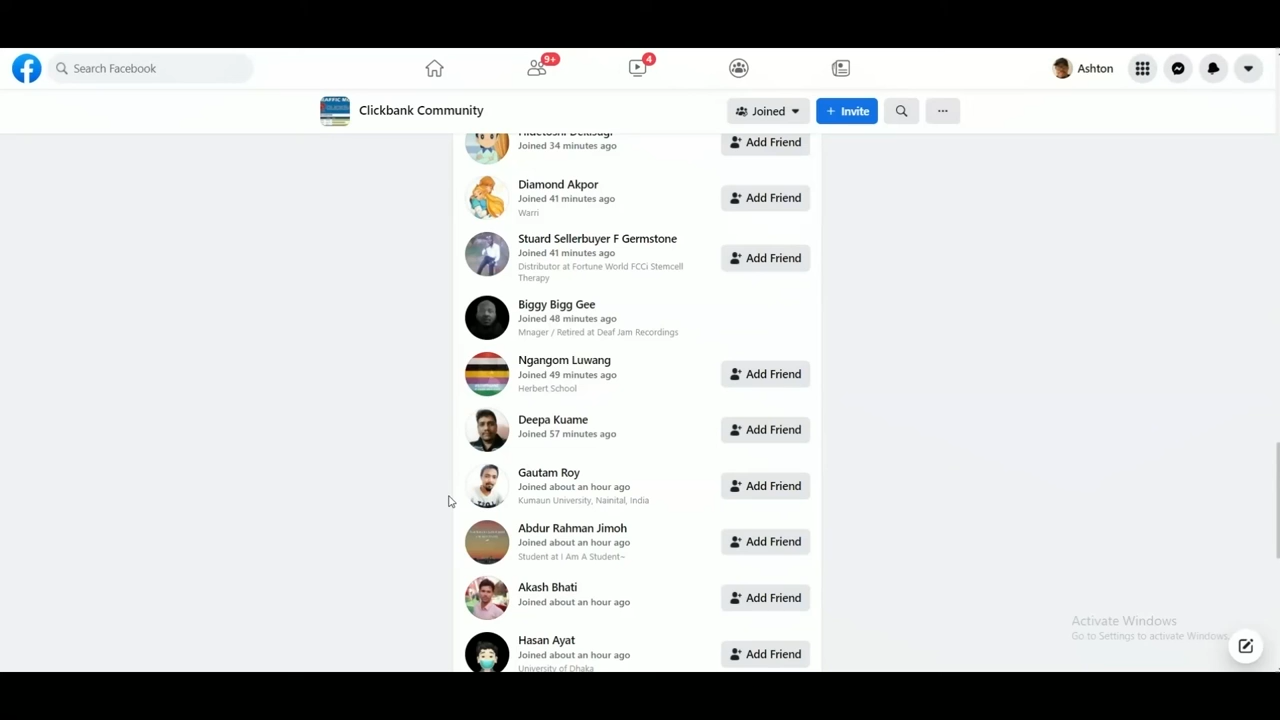 Search Facebook
9+
4
Ashton
Clickbank Community
Joined
+ Invite
Joined 34 minutes ago
Add Friend
Diamond Akpor
Joined 41 minutes ago
Warri
Add Friend
Stuard Sellerbuyer F Germstone
Joined 41 minutes ago
Distributor at Fortune World FCCi Stemcell
Therapy
Add Friend
Biggy Bigg Gee
Joined 48 minutes ago
Mnager / Retired at Deaf Jam Recordings
Ngangom Luwang
Joined 49 minutes ago
Herbert School
Add Friend
Deepa Kuame
Joined 57 minutes ago
Add Friend
Gautam Roy
Joined about an hour ago
Kumaun University, Nainital, India
Add Friend
Abdur Rahman Jimoh
Joined about an hour ago
Student at I Am A Student~
Add Friend
Akash Bhati
Joined about an hour ago
Add Friend
Hasan Ayat
Joined about an hour ago
University of Dhaka
Add Friend
Activate Windows
Go to Settings to activate Windows.